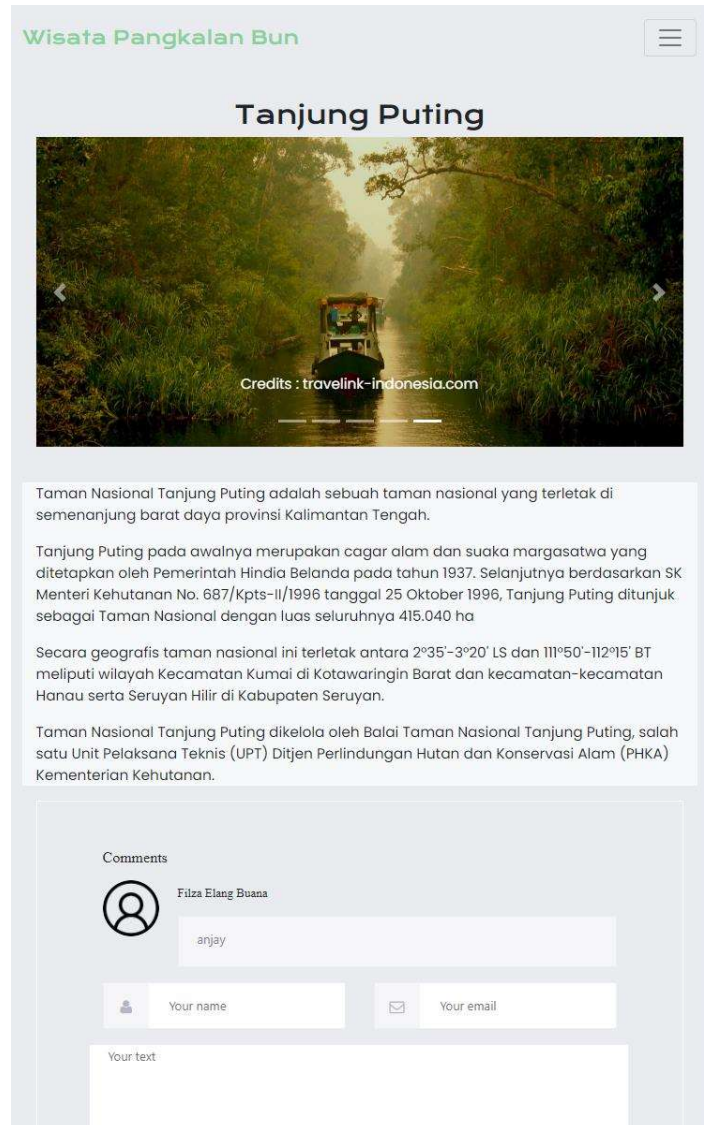 Wisata Pangkalan Bun
Tanjung Puting
Credits : travelink-indonesia.com
Taman Nasional Tanjung Puting adalah sebuah taman nasional yang terletak di
semenanjung barat daya provinsi Kalimantan Tengah.
Tanjung Puting pada awalnya merupakan cagar alam dan suaka margasatwa yang
ditetapkan oleh Pemerintah Hindia Belanda pada tahun 1937. Selanjutnya berdasarkan SK
Menteri Kehutanan No. 687/Kpts-II/1996 tanggal 25 Oktober 1996, Tanjung Puting ditunjuk
sebagai Taman Nasional dengan luas seluruhnya 415.040 ha
Secara geografis taman nasional ini terletak antara 2°35'-3°20' LS dan 111°50'-112°15' BT
meliputi wilayah Kecamatan Kumai di Kotawaringin Barat dan kecamatan-kecamatan
Hanau serta Seruyan Hilir di Kabupaten Seruyan.
Taman Nasional Tanjung Puting dikelola oleh Balai Taman Nasional Tanjung Puting, salah
satu Unit Pelaksana Teknis (UPT) Ditjen Perlindungan Hutan dan Konservasi Alam (PHKA)
Kementerian Kehutanan.
Comments
Filza Elang Buana
anjay
Your name
Your email
Your text